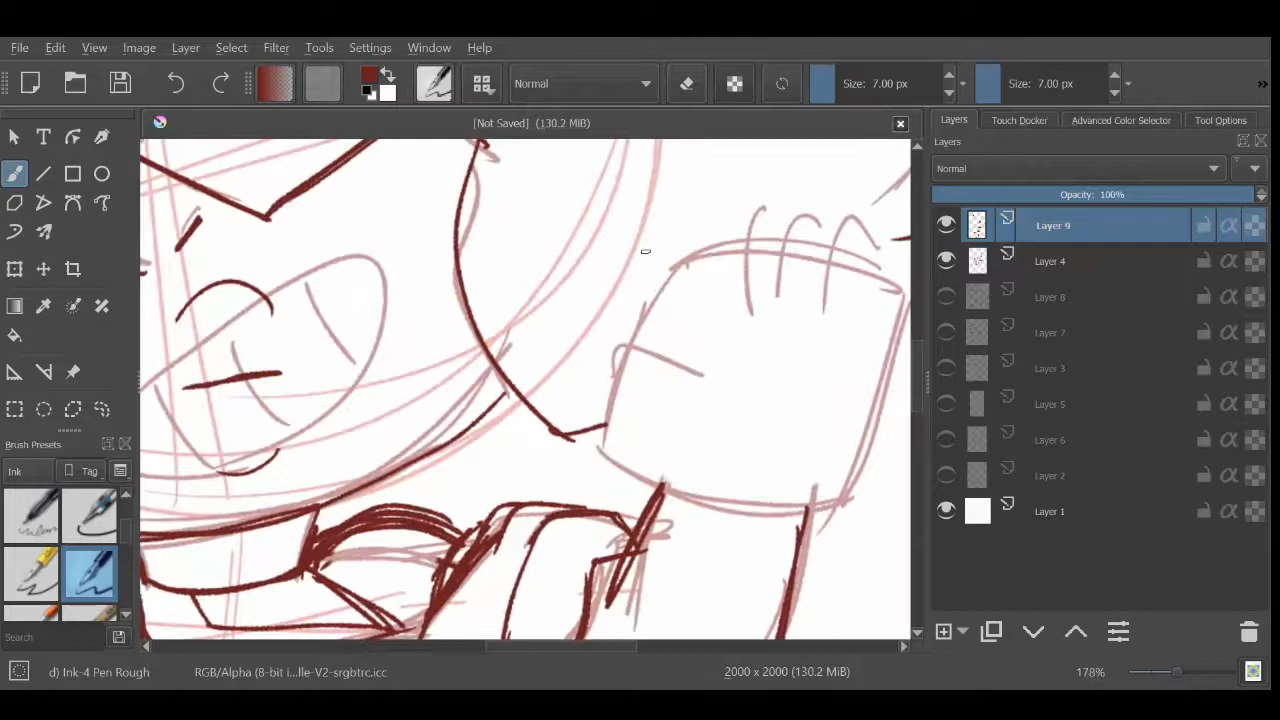 File Edit View Image Layer Select Filter Tools Settings Window Help
Normal Size: 7.00 px Size: 7.00 px »
[Not Saved] (130.2 MiB)
Layers Touch Docker Advanced Color Selector Tool Options
Layers
Normal
Opacity: 100%
Layer 9
Layer 4
Layer 8
Layer 7
Layer 3
Layer 5
Layer 6
Layer 2
Layer 1
Brush Presets
Ink Tag
Search
d) Ink-4 Pen Rough RGB/Alpha (8-bit i...lle-V2-srgbtrc.icc 2000 x 2000 (130.2 MiB) 178%